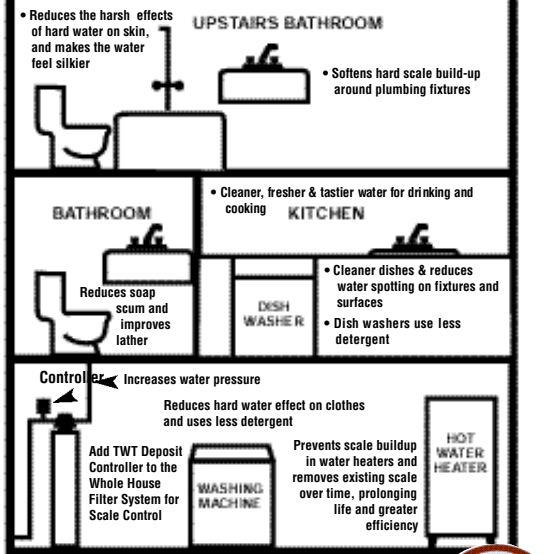 • Reduces the harsh effects
of hard water on skin,
and makes the water
feel silkier
UPSTAIRS BATHROOM
• Softens hard scale build-up
around plumbing fixtures
BATHROOM
Reduces soap
scum and
improves
lather
• Cleaner, fresher & tastier water for drinking and
cooking
KITCHEN
DISH
WASHER
• Cleaner dishes & reduces
water spotting on fixtures and
surfaces
• Dish washers use less
detergent
Controller
Increases water pressure
Reduces hard water effect on clothes
and uses less detergent
Add TWT Deposit
Controller to the
Whole House
Filter System for
Scale Control
WASHING
MACHINE
Prevents scale buildup
in water heaters and
removes existing scale
over time, prolonging
life and greater
efficiency
HOT
WATER
HEATER